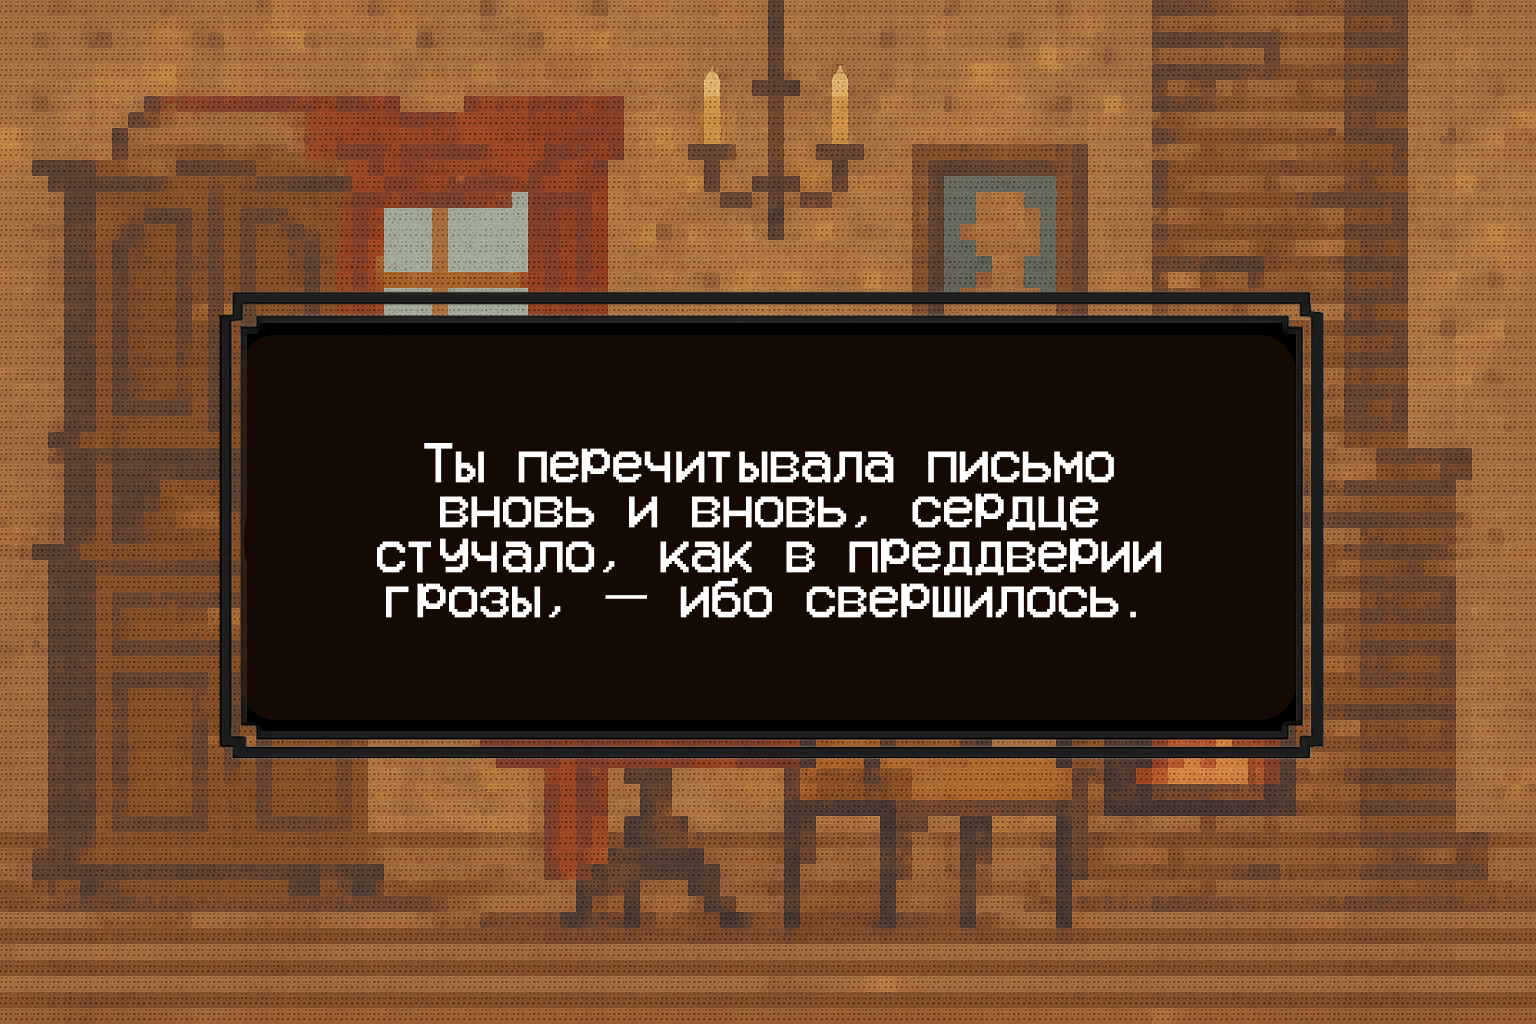 Ты перечитывала письмо
вновь и вновь, сердце
стучало, как в преддверии
грозы, — ибо свершилось.